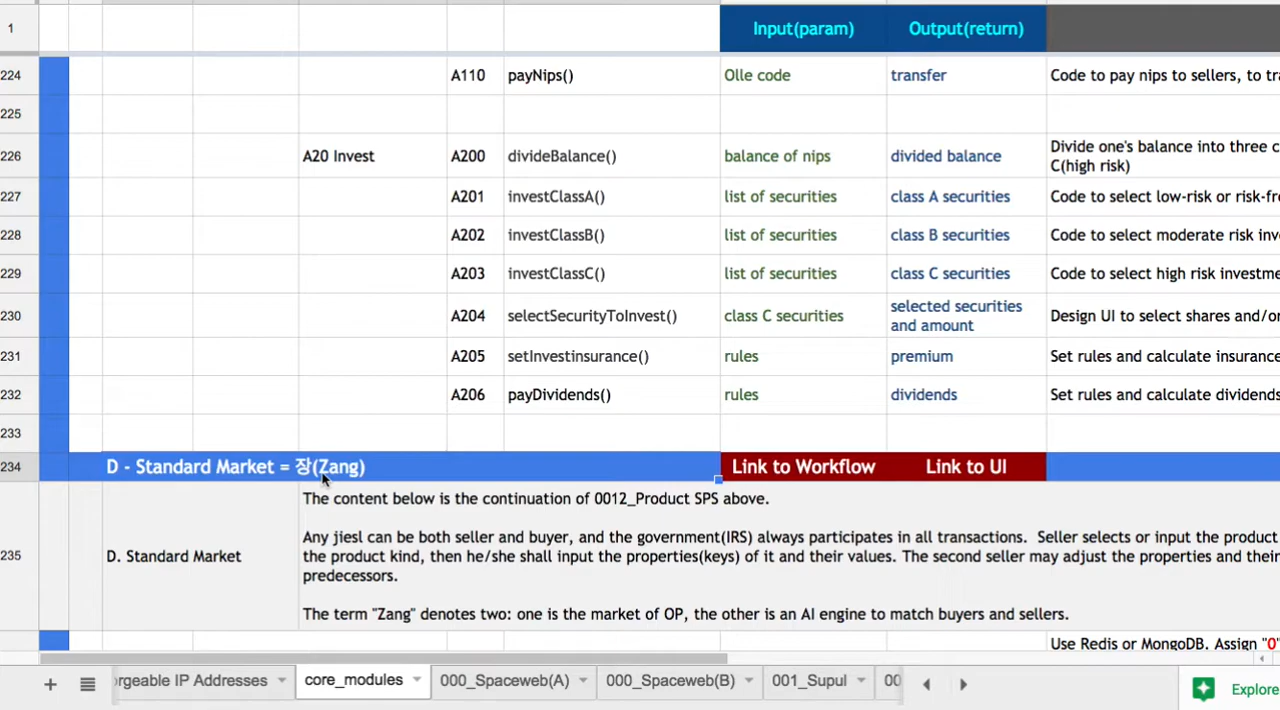 1 Input(param) Output(return)
224 A110 payNips() Olle code transfer Code to pay nips to sellers, to tra
225
226 A20 Invest A200 divideBalance() balance of nips divided balance Divide one's balance into three c
C(high risk)
227 A201 investClassA() list of securities class A securities Code to select low-risk or risk-fr
228 A202 investClassB() list of securities class B securities Code to select moderate risk inv
229 A203 investClassC() list of securities class C securities Code to select high risk investme
230 A204 selectSecurityToInvest() class C securities selected securities
and amount Design UI to select shares and/or
231 A205 setInvestinsurance() rules premium Set rules and calculate insurance
232 A206 payDividends() rules dividends Set rules and calculate dividends
233
234 D - Standard Market = 장(Zang) Link to Workflow Link to UI
235 D. Standard Market
The content below is the continuation of 0012_Product SPS above.
Any jiesl can be both seller and buyer, and the government(IRS) always participates in all transactions. Seller selects or input the product
the product kind, then he/she shall input the properties(keys) of it and their values. The second seller may adjust the properties and their
predecessors.
The term "Zang" denotes two: one is the market of OP, the other is an AI engine to match buyers and sellers.
Use Redis or MongoDB. Assign "0"
+ rgeable IP Addresses core_modules 000_Spaceweb(A) 000_Spaceweb(B) 001_Supul 00 Explore